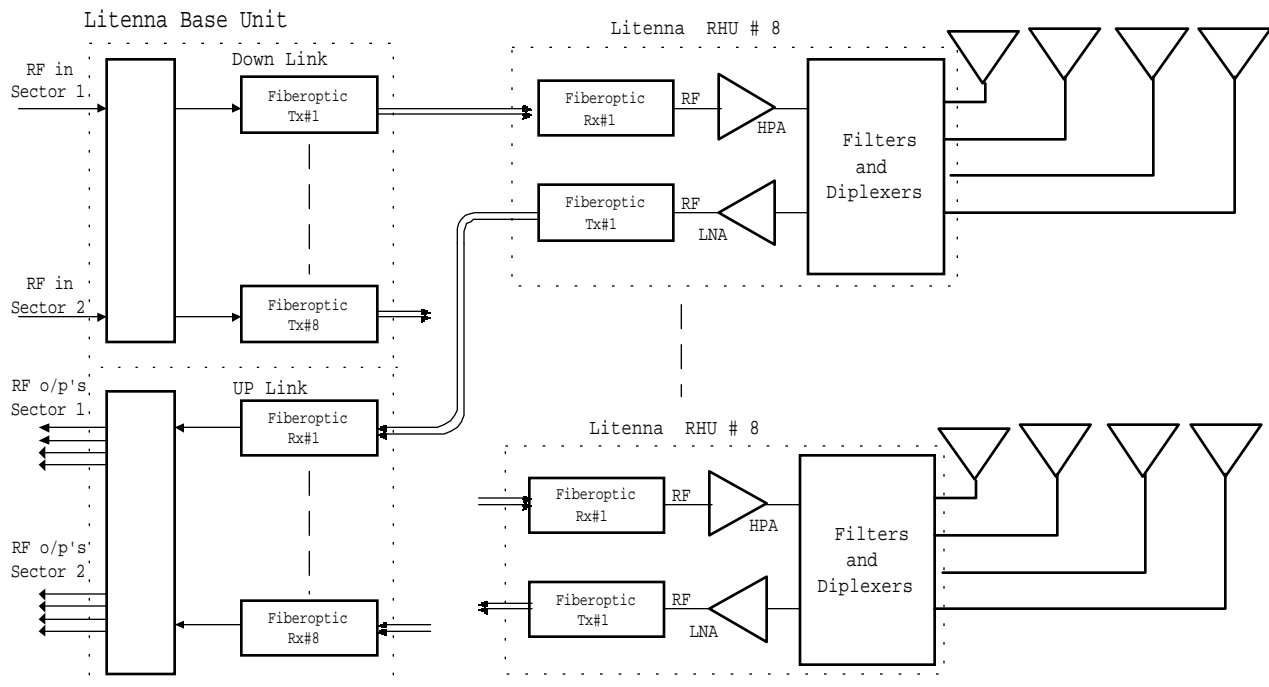 Litenna Base Unit
RF in
Sector 1
Down Link
Fiberoptic
Tx#1
RF in
Sector 2
Fiberoptic
Tx#8
RF o/p's
Sector 1
UP Link
Fiberoptic
Rx#1
RF o/p's
Sector 2
Fiberoptic
Rx#8
Litenna RHU # 8
Fiberoptic
Rx#1
RF
HPA
Fiberoptic
Tx#1
RF
LNA
Filters
and
Diplexers
Litenna RHU # 8
Fiberoptic
Rx#1
RF
HPA
Fiberoptic
Tx#1
RF
LNA
Filters
and
Diplexers